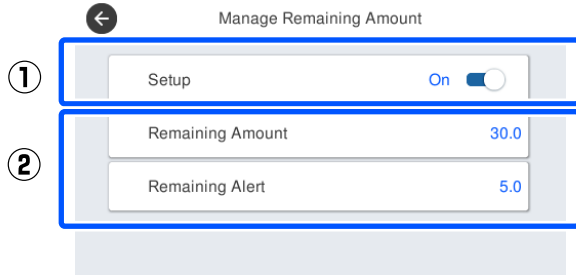 Manage Remaining Amount
①
Setup On
②
Remaining Amount 30.0
Remaining Alert 5.0